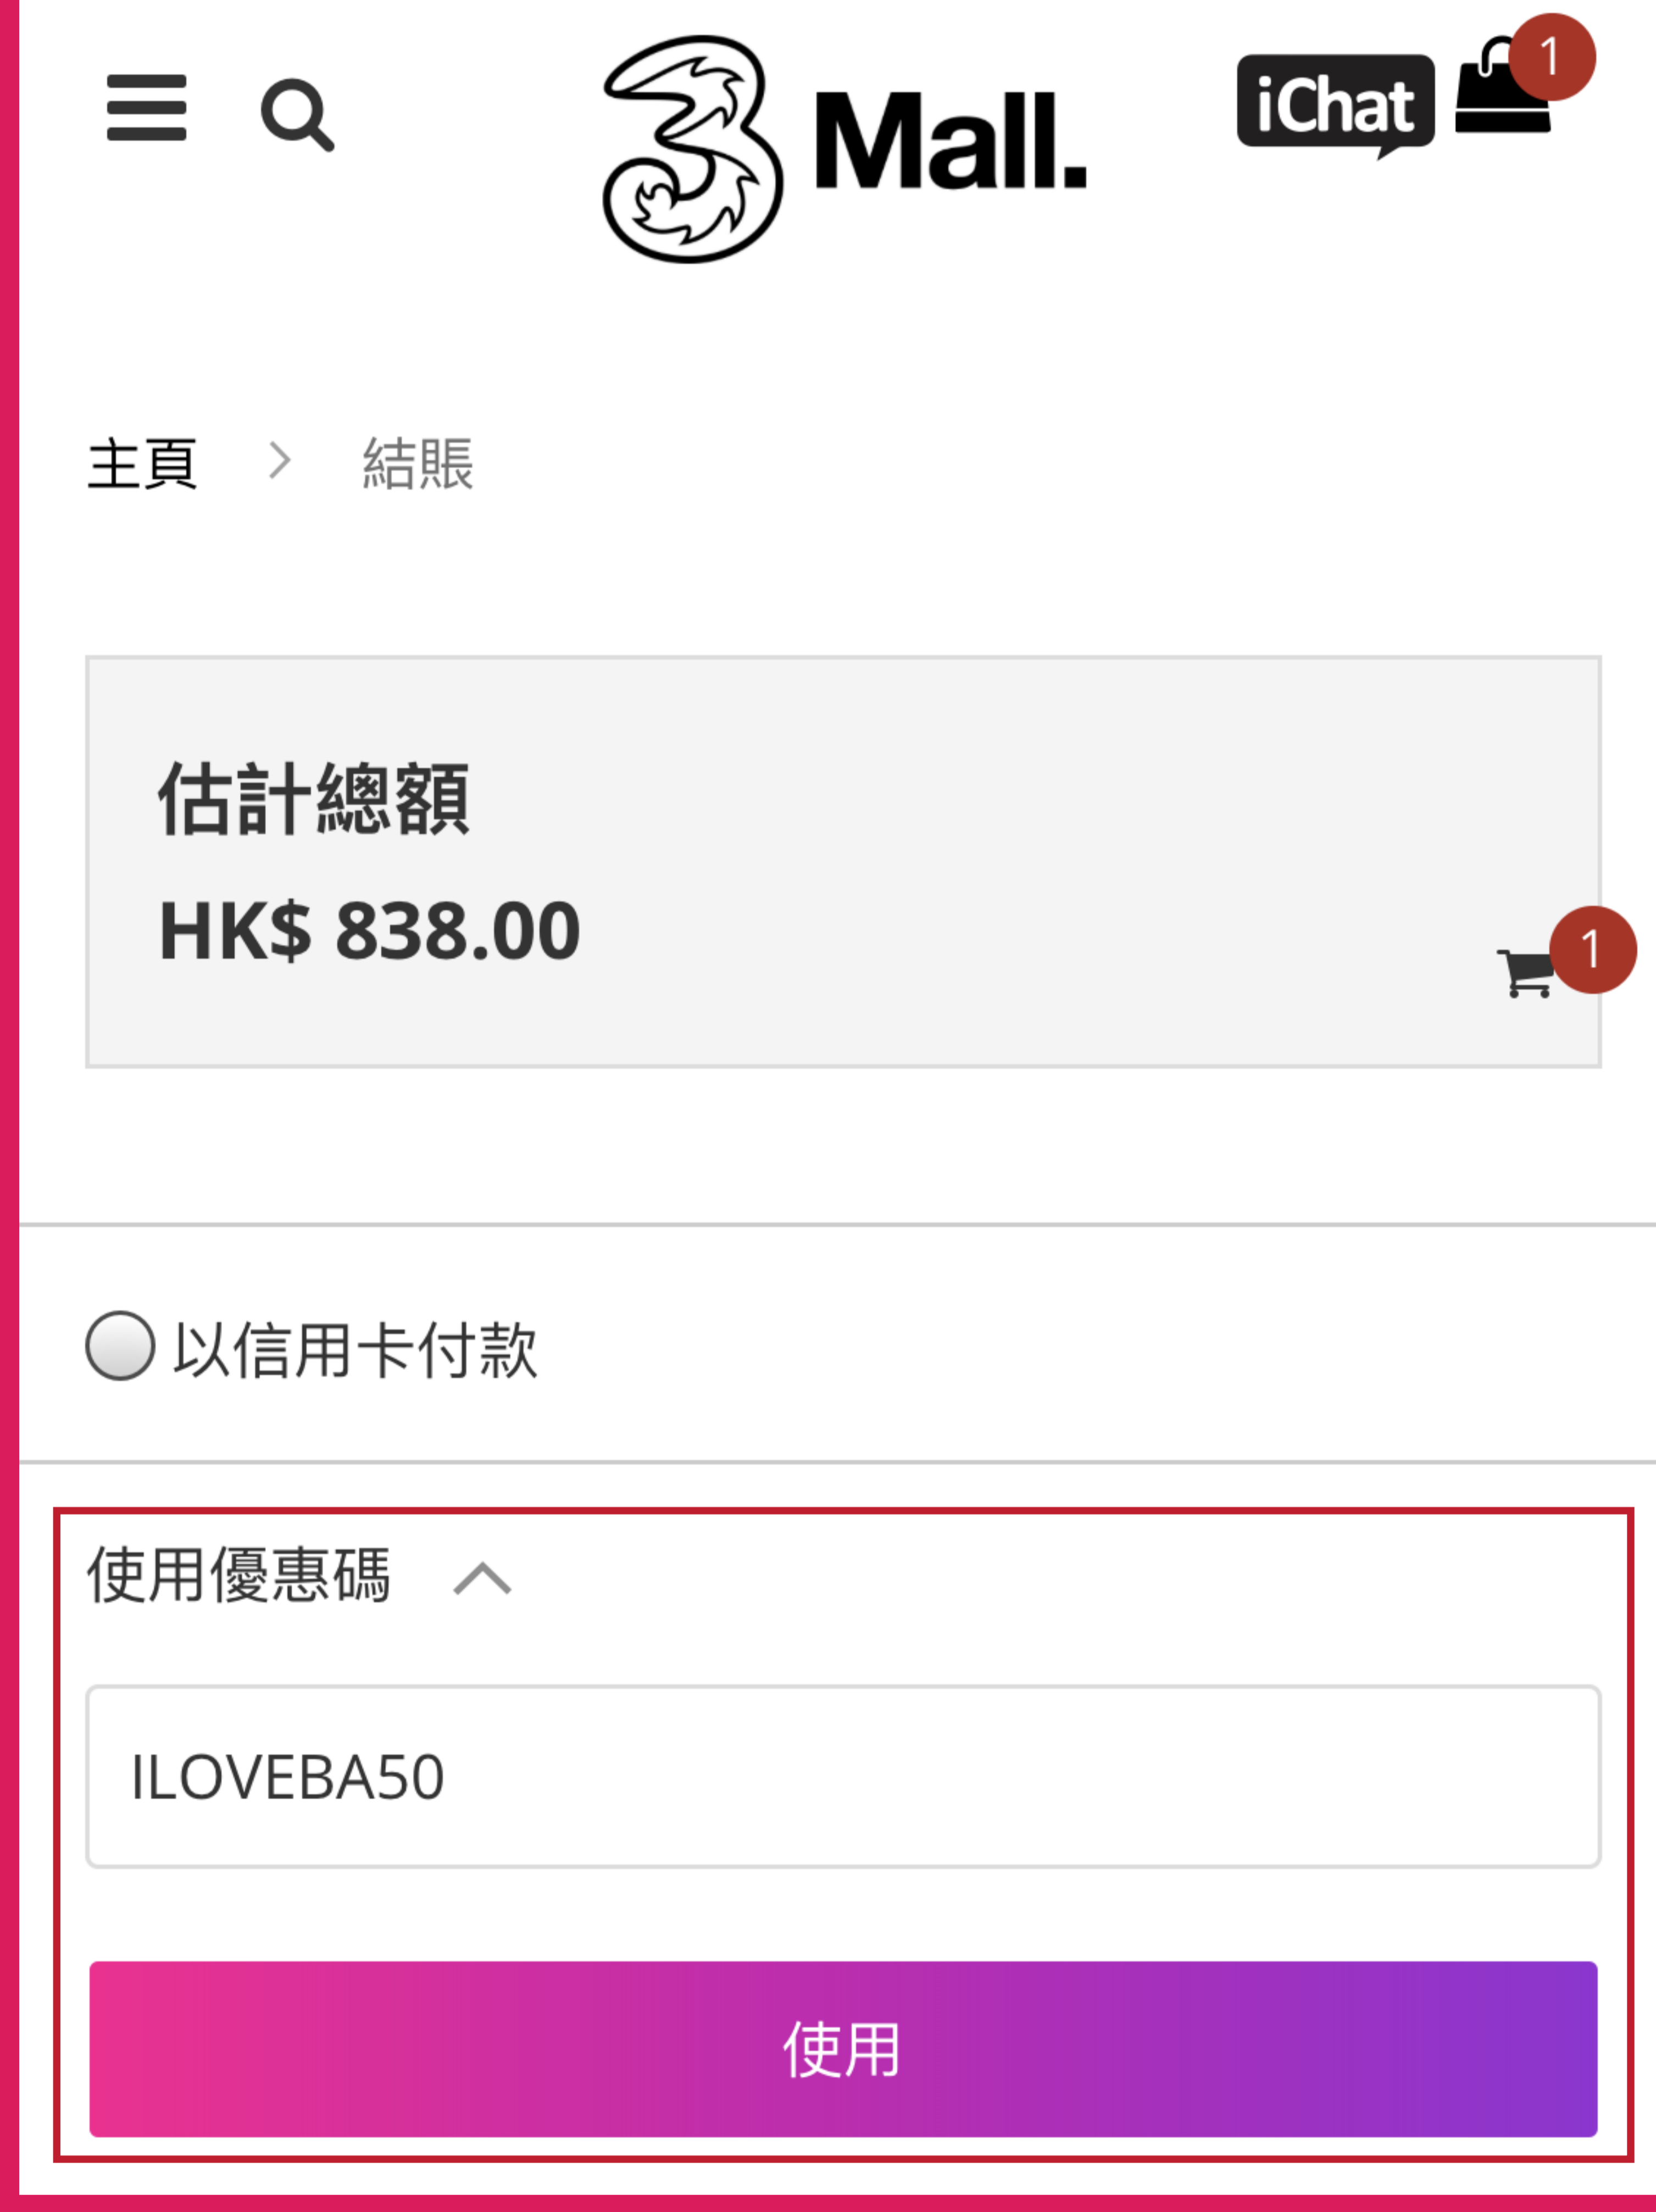 3 Mall.
iChat
1
主頁 > 結賬
估計總額
HK$ 838.00
1
以信用卡付款
使用優惠碼
ILOVEBA50
使用